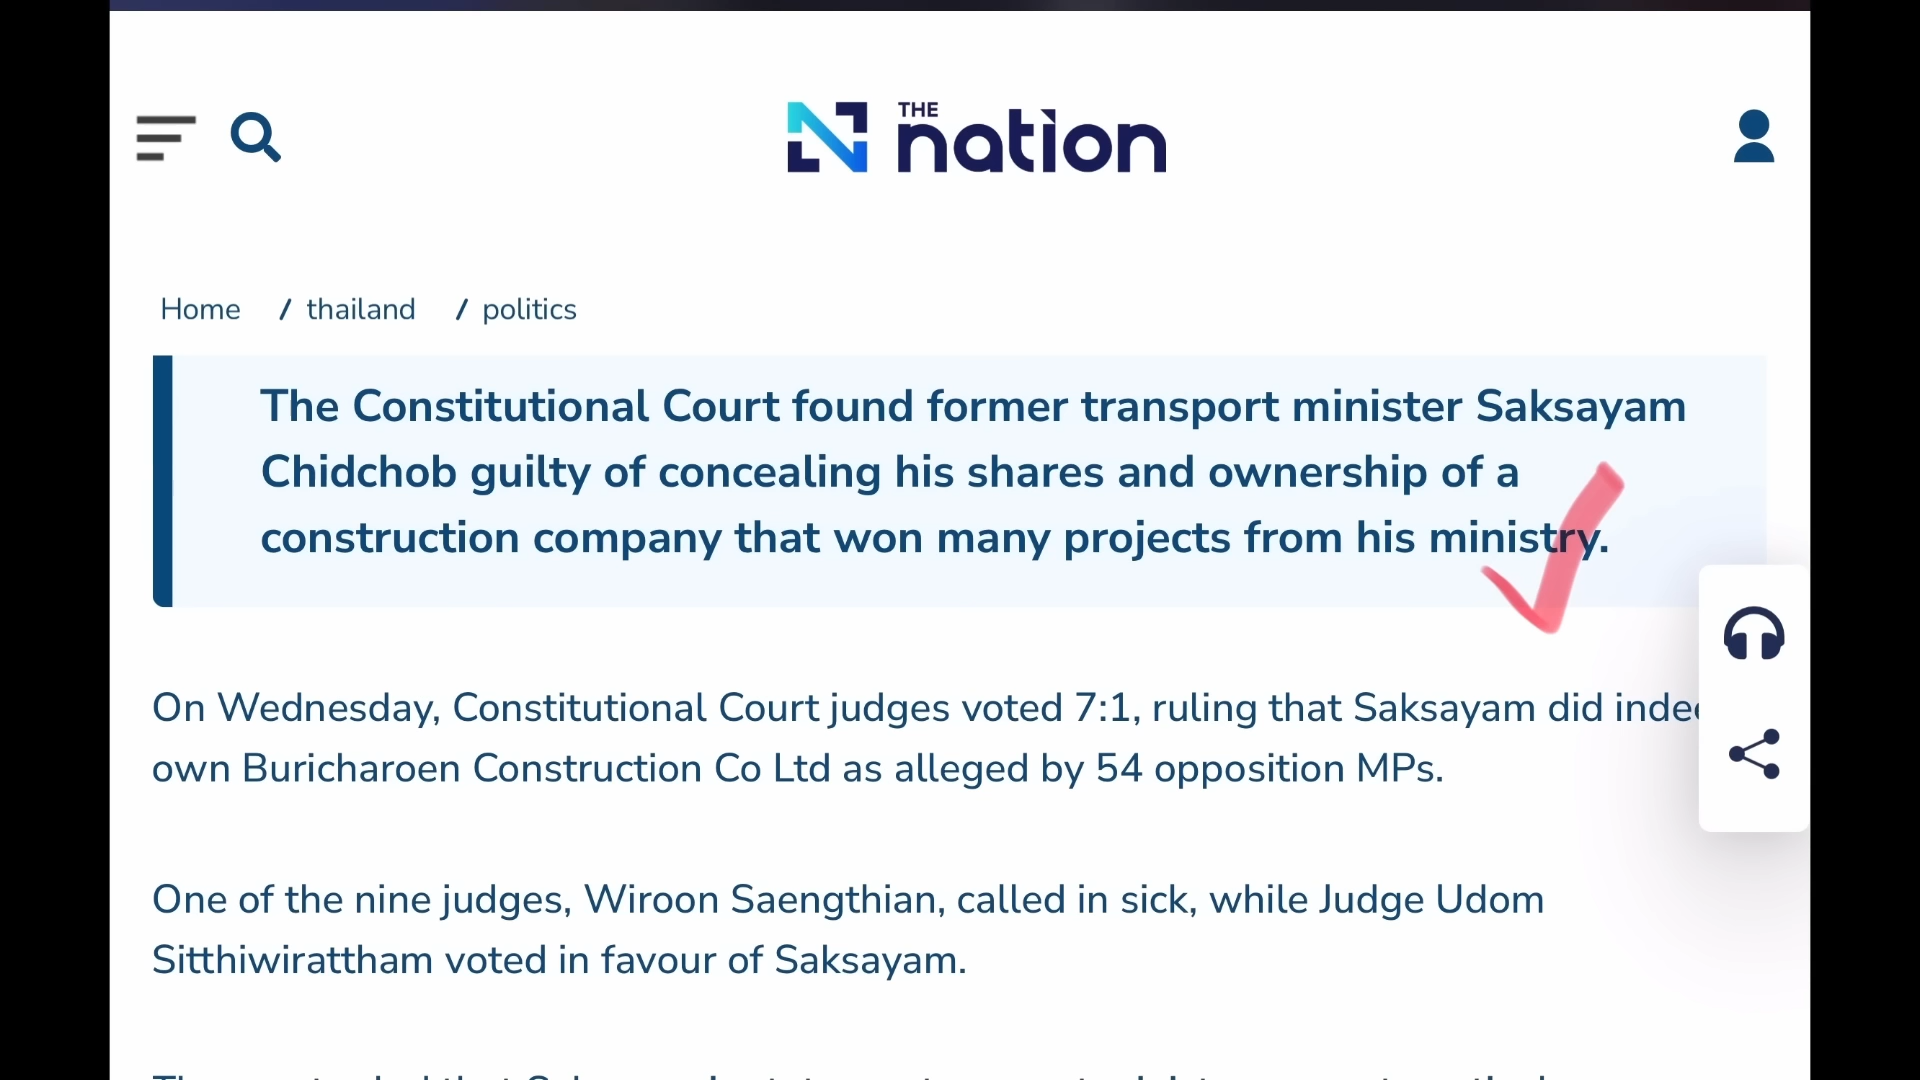 THE
nation
Home / thailand / politics
The Constitutional Court found former transport minister Saksayam
Chidchob guilty of concealing his shares and ownership of a
construction company that won many projects from his ministry.
On Wednesday, Constitutional Court judges voted 7:1, ruling that Saksayam did indee
own Buricharoen Construction Co Ltd as alleged by 54 opposition MPs.
One of the nine judges, Wiroon Saengthian, called in sick, while Judge Udom
Sitthiwirattham voted in favour of Saksayam.